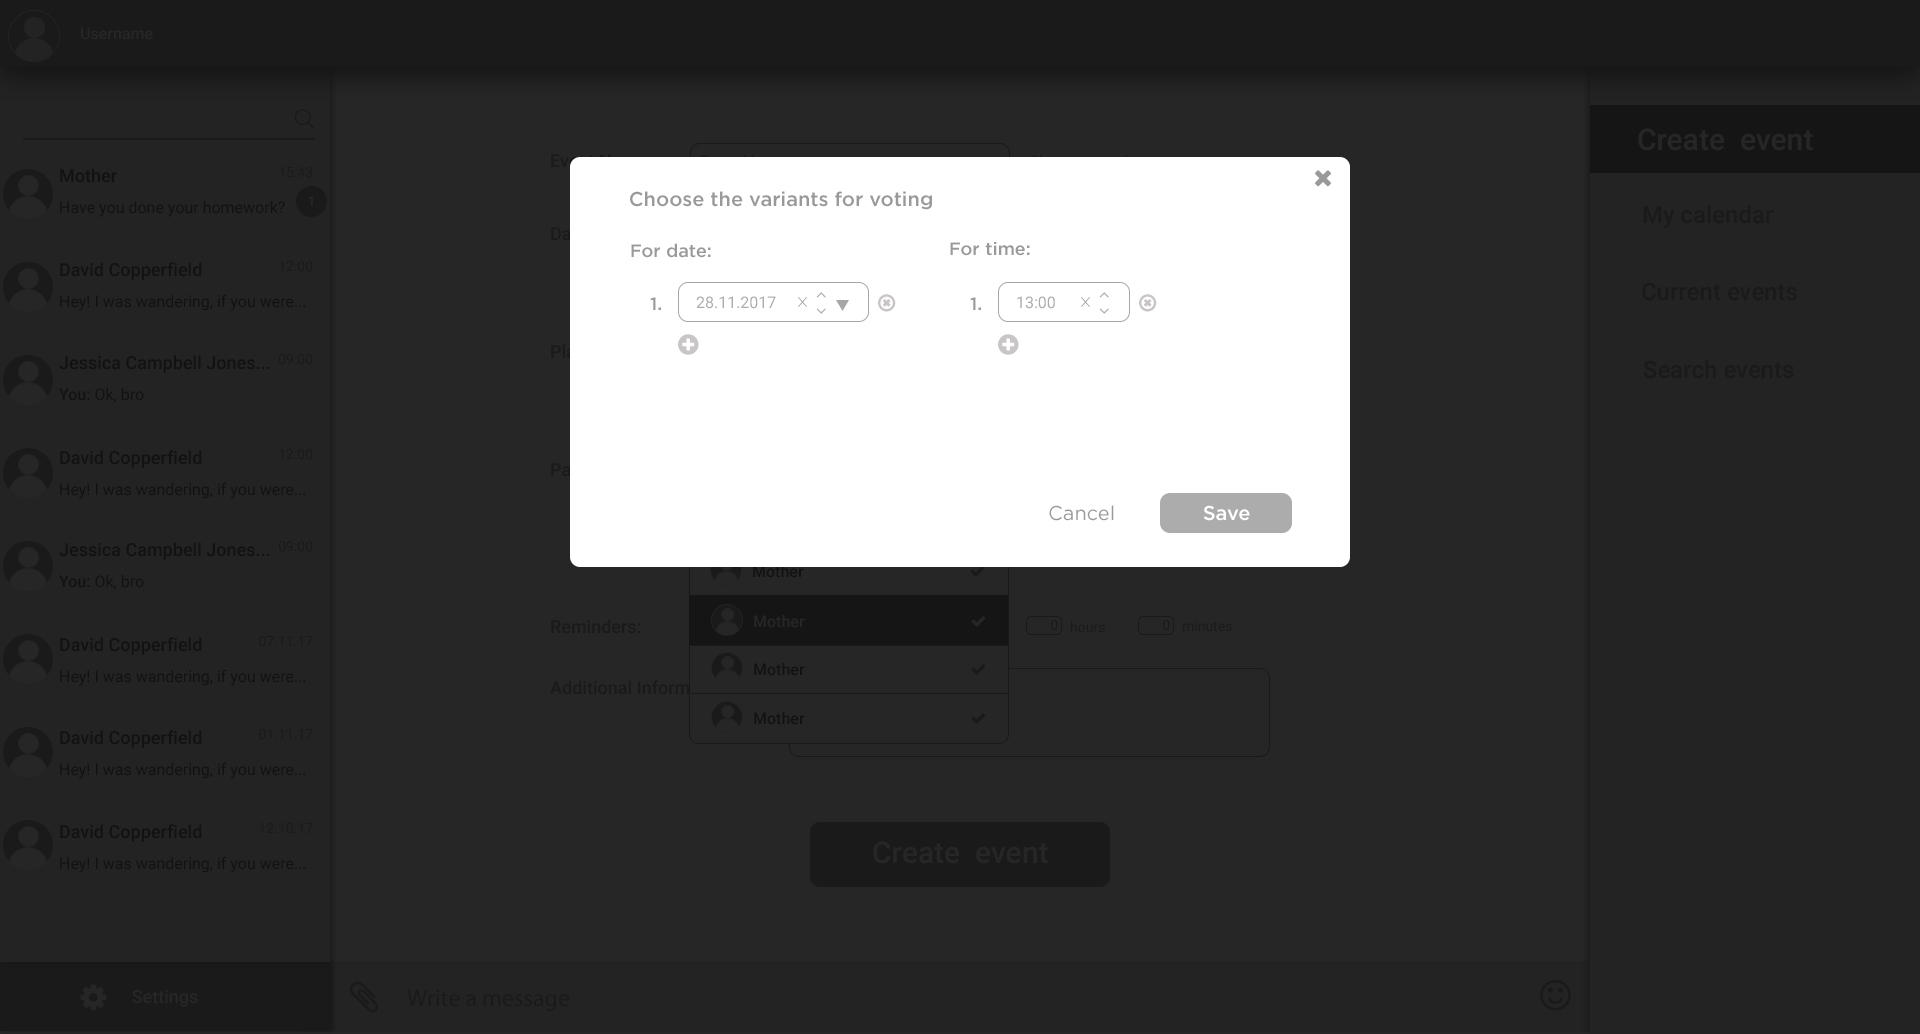 Username
Create event
My calendar
Current events
Search events
Mother 15:43
Have you done your homework? 1
David Copperfield 12:00
Hey! I was wandering, if you were...
Jessica Campbell Jones... 09:00
You: Ok, bro
David Copperfield 12:00
Hey! I was wandering, if you were...
Jessica Campbell Jones... 09:00
You: Ok, bro
David Copperfield 07.11.17
Hey! I was wandering, if you were...
David Copperfield 01.11.17
Hey! I was wandering, if you were...
David Copperfield 12.10.17
Hey! I was wandering, if you were...
Settings
Choose the variants for voting
For date:
1. 28.11.2017
For time:
1. 13:00
Cancel Save
Mother
Reminders: Mother 0 hours 0 minutes
Mother
Additional Inform
Mother
Create event
Write a message